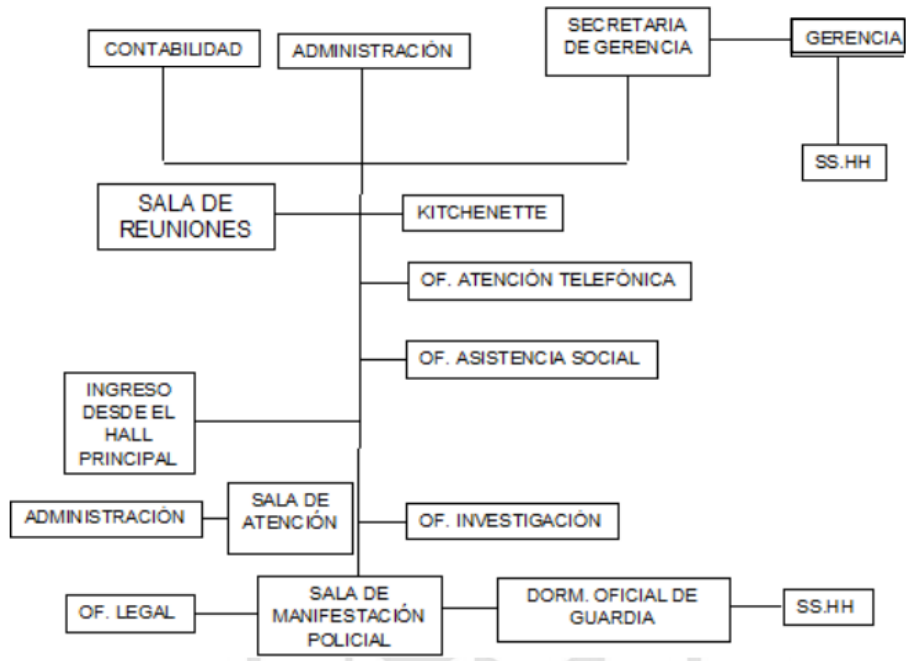 CONTABILIDAD
ADMINISTRACIÓN
SECRETARIA
DE GERENCIA
GERENCIA
SS.HH
SALA DE
REUNIONES
KITCHENETTE
OF. ATENCIÓN TELEFÓNICA
OF. ASISTENCIA SOCIAL
INGRESO
DESDE EL
HALL
PRINCIPAL
ADMINISTRACIÓN
SALA DE
ATENCIÓN
OF. INVESTIGACIÓN
OF. LEGAL
SALA DE
MANIFESTACIÓN
POLICIAL
DORM. OFICIAL DE
GUARDIA
SS.HH